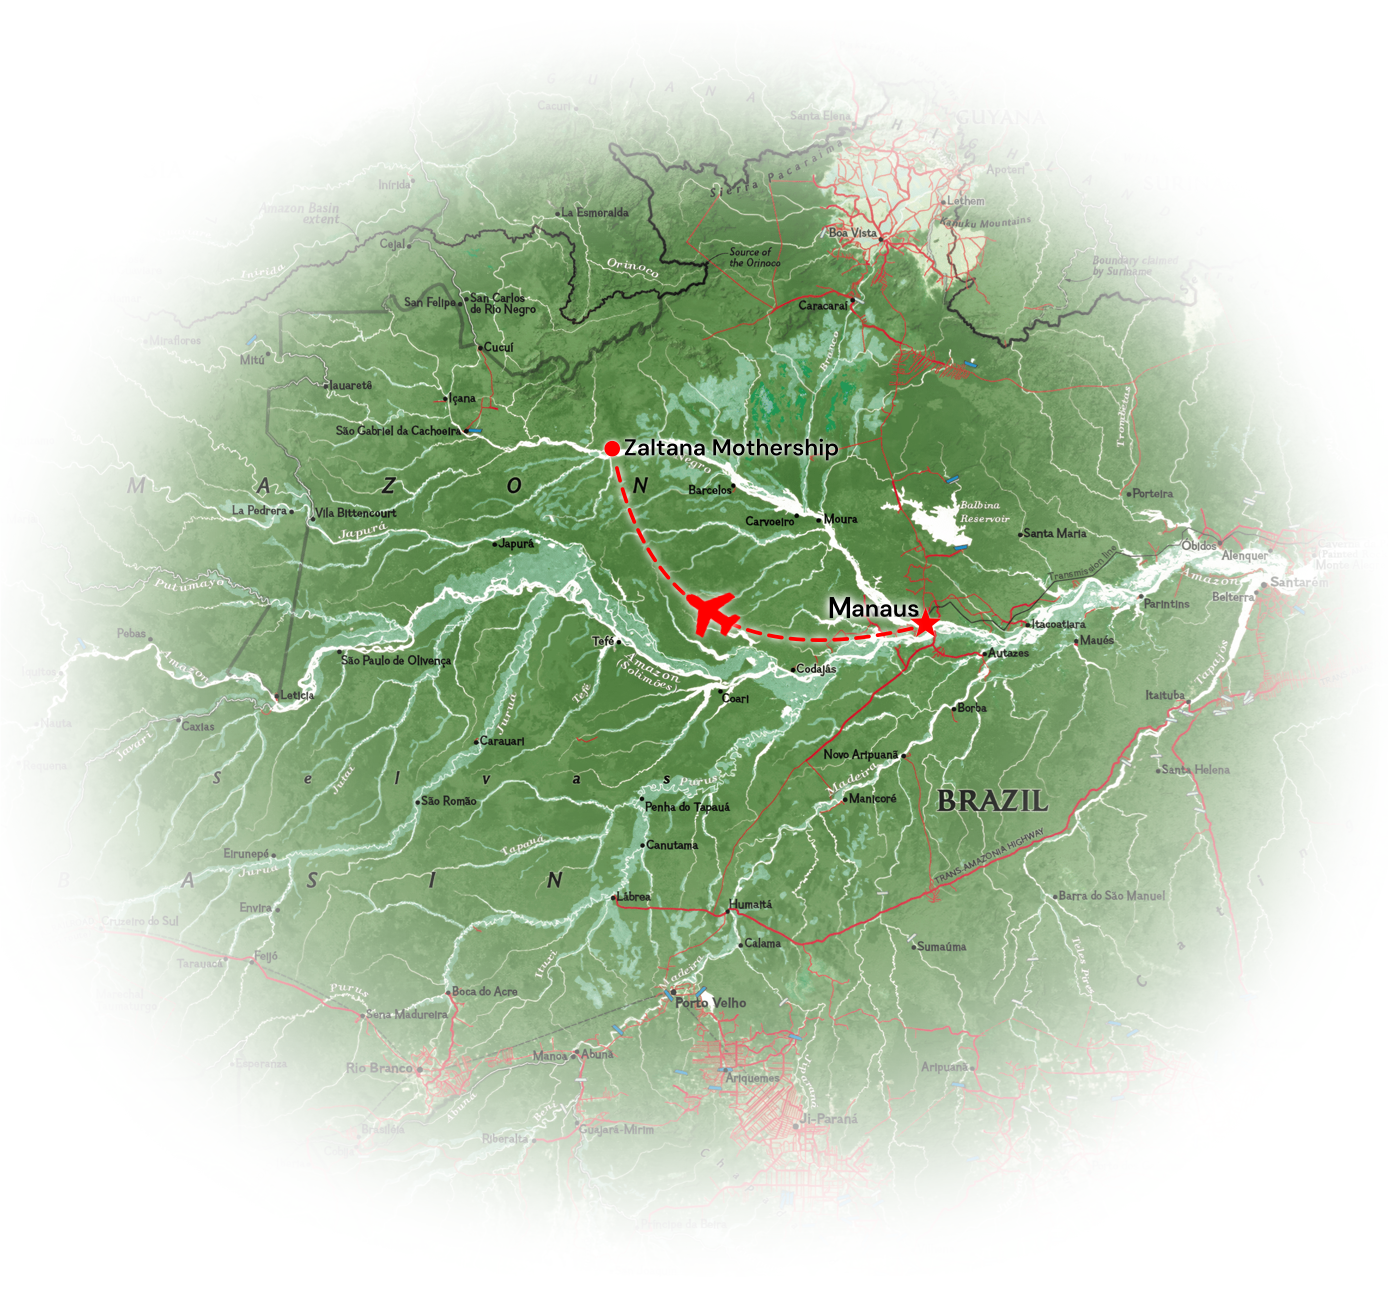 G U I A N A
Cacuri
Santa Elena
GUYANA
H I G H L A N D S
Sierra Pacaraima
Apoteri
Inírida
Lethem
Amazon Basin
extent
La Esmeralda
Kanuku Mountains
Boa Vista
Cejal
Source of
the Orinoco
Orinoco
Inírida
Boundary claimed
by Suriname
San Felipe
San Carlos
de Rio Negro
Caracaraí
Miraflores
Cucuí
Branco
Mitú
Iauaretê
Içana
Trombetas
São Gabriel da Cachoeira
Zaltana Mothership
Negro
M A Z O N
Barcelos
Porteira
La Pedrera
Vila Bittencourt
Balbina
Reservoir
Carvoeiro
Moura
Japurá
Santa Maria
Japurá
Óbidos
Alenquer
Transmission line
Amazon
Putumayo
Santarém
Belterra
Manaus
Parintins
Itacoatiara
Pebas
Tefé
Maués
Autazes
São Paulo de Olivença
Amazon
Amazon
(Solimões)
Codajás
Tapajós
Leticia
Tefé
Coari
Itaituba
Juruá
Borba
Nauta
Caxias
Javari
Carauari
Novo Aripuanã
Jutaí
S e l v a s
Purus
Madeira
Santa Helena
São Romão
Penha do Tapauá
Manicoré
BRAZIL
Tapauá
Canutama
TRANS AMAZONIA HIGHWAY
Eirunepé
Juruá
B A S I N
Lábrea
Barra do São Manuel
Envira
Humaitá
Cruzeiro do Sul
Calama
Sumaúma
Tarauacá
Feijó
Ituxi
Teles Pires
Madeira
Purus
Boca do Acre
Porto Velho
Sena Madureira
Manoa
Abuna
Esperanza
Rio Branco
Ariquemes
Aripuanã
Abuna
Beni
Ji-Paraná
Brasiléia
Riberalta
Guajará-Mirim